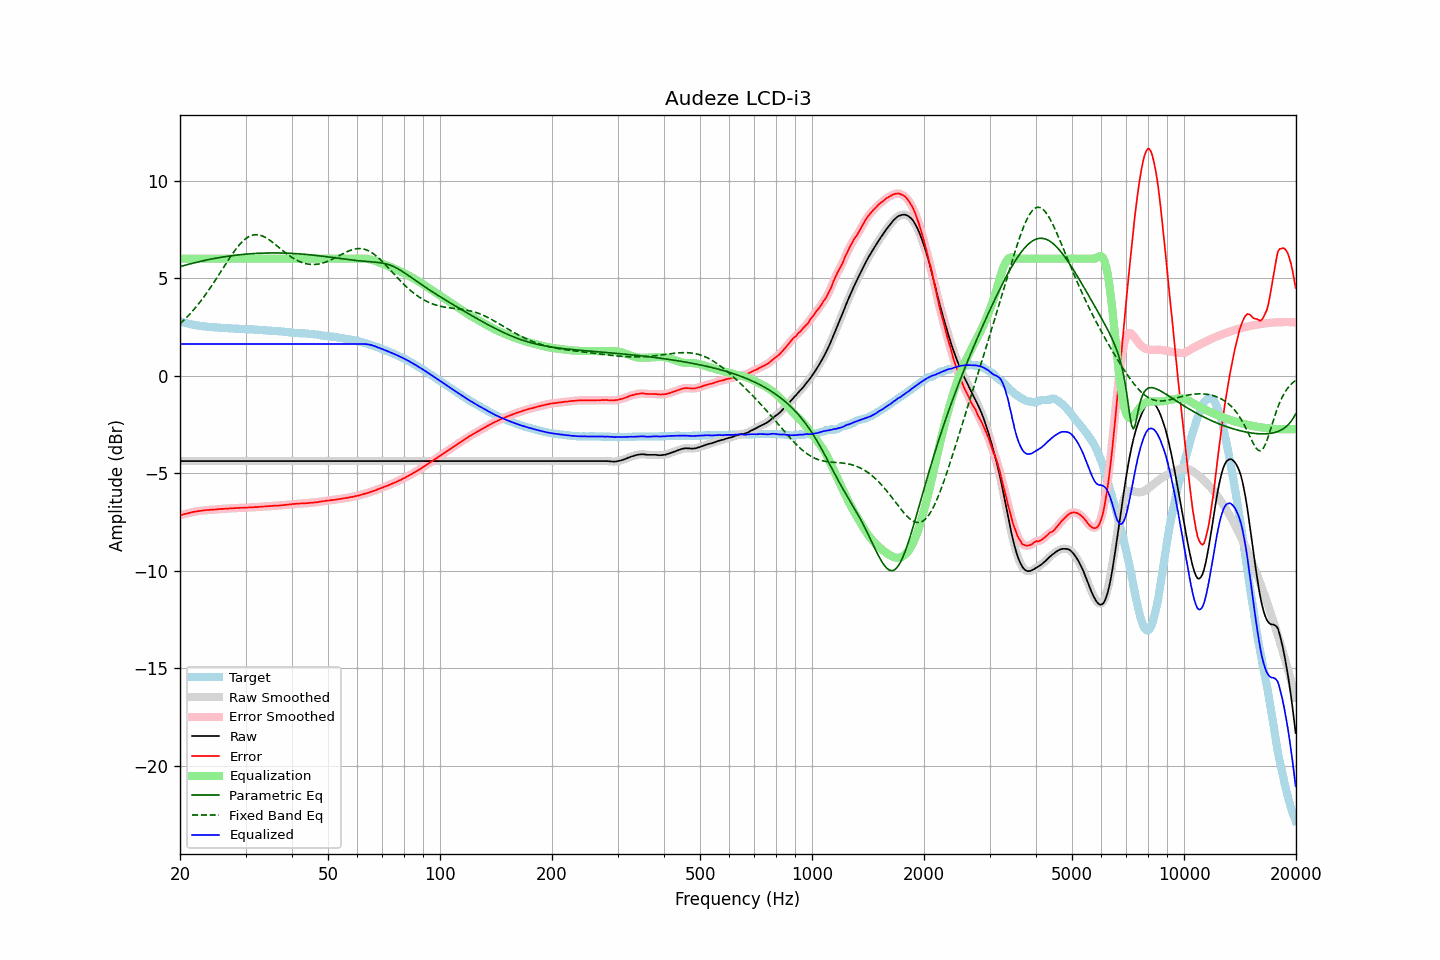 Audeze LCD-i3
Amplitude (dBr)
10
5
0
−5
−10
−15
−20
Target
Raw Smoothed
Error Smoothed
Raw
Error
Equalization
Parametric Eq
Fixed Band Eq
Equalized
20 50 100 200 500 1000 2000 5000 10000 20000
Frequency (Hz)